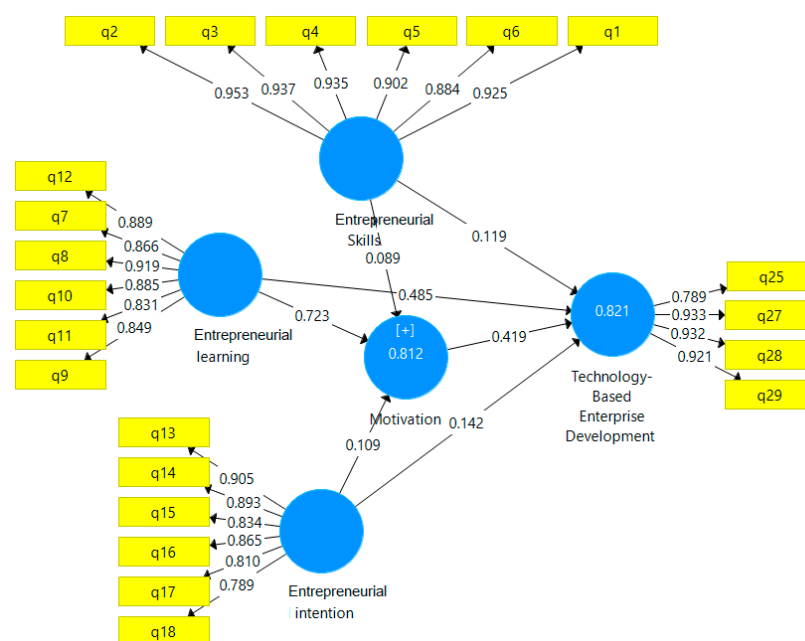 q2
q3
q4
q5
q6
q1
0.953
0.937
0.935
0.902
0.884
0.925
Entrepreneurial
Skills
q12
q7
q8
q10
q11
q9
0.889
0.866
0.919
0.885
0.831
0.849
Entrepreneurial
learning
0.089
0.119
0.485
0.723
[+]
0.812
Motivation
0.419
0.142
0.109
0.821
Technology-
Based
Enterprise
Development
0.789
0.933
0.932
0.921
q25
q27
q28
q29
q13
q14
q15
q16
q17
q18
0.905
0.893
0.834
0.865
0.810
0.789
Entrepreneurial
intention